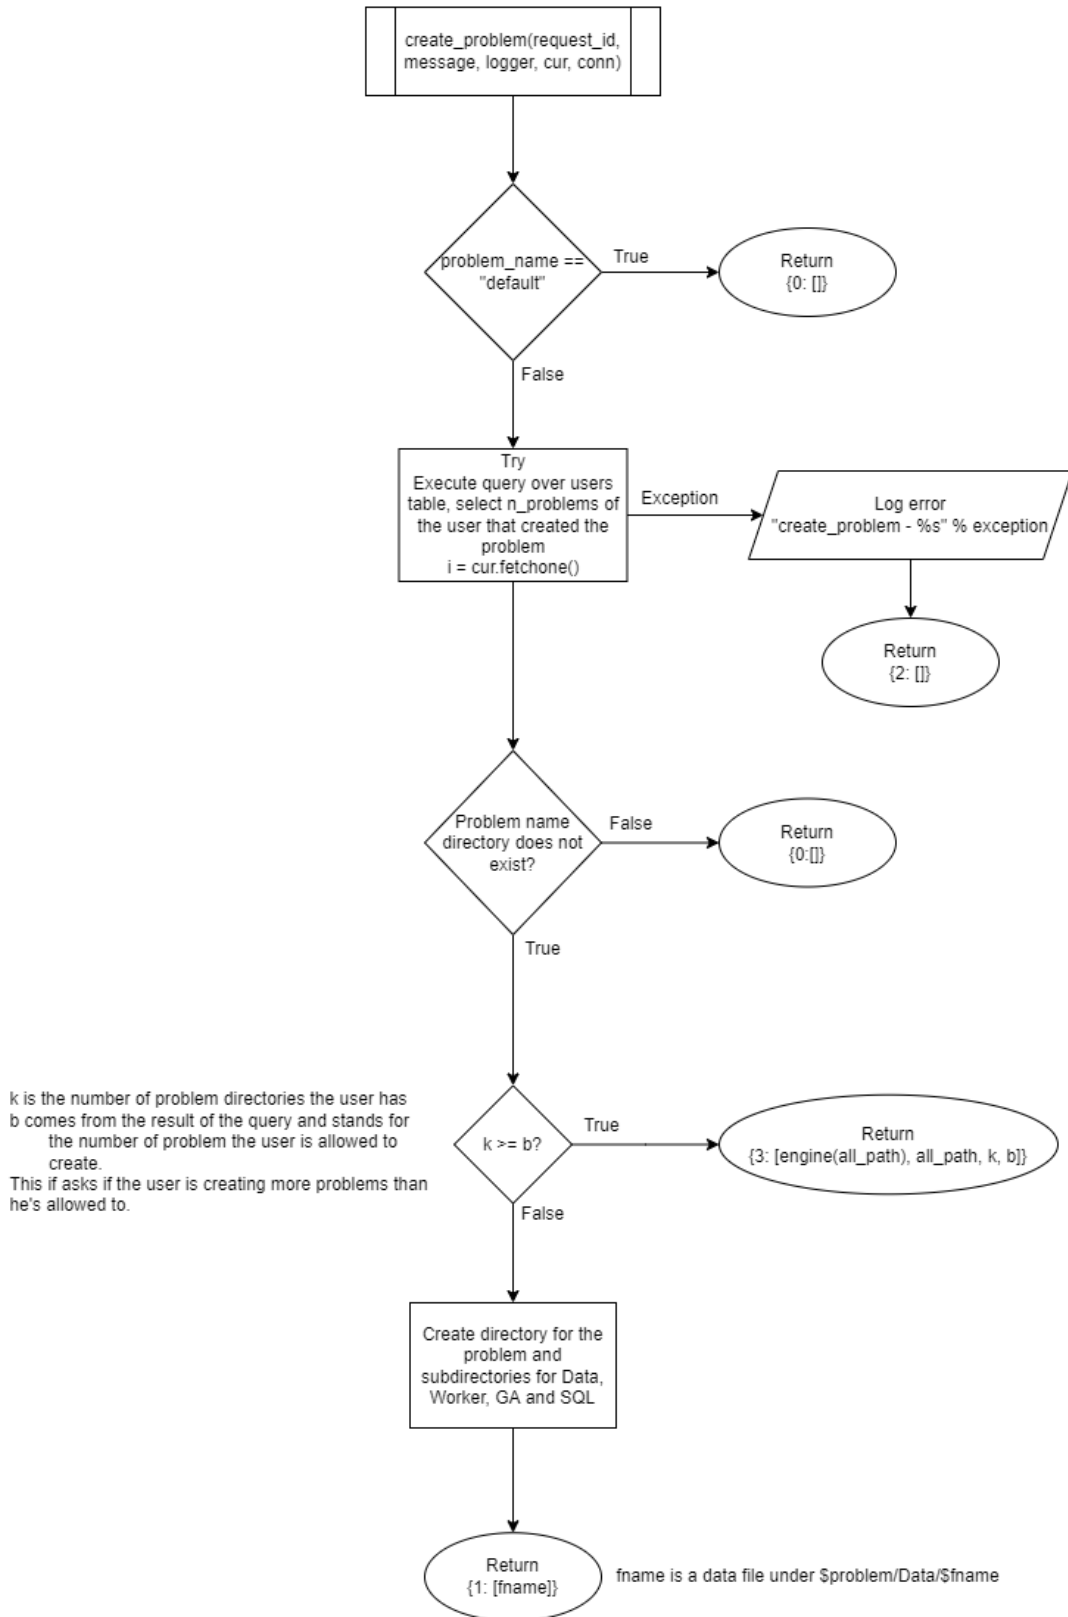 create_problem(request_id,
message, logger, cur, conn)
problem_name ==
"default"
True
Return
{0: []}
False
Try
Execute query over users
table, select n_problems of
the user that created the
problem
i = cur.fetchone()
Exception
Log error
"create_problem - %s" % exception
Return
{2: []}
Problem name
directory does not
exist?
False
Return
{0:[]}
True
k is the number of problem directories the user has
b comes from the result of the query and stands for
the number of problem the user is allowed to
create.
This if asks if the user is creating more problems than
he's allowed to.
k >= b?
True
Return
{3: [engine(all_path), all_path, k, b]}
False
Create directory for the
problem and
subdirectories for Data,
Worker, GA and SQL
Return
{1: [fname]}
fname is a data file under $problem/Data/$fname